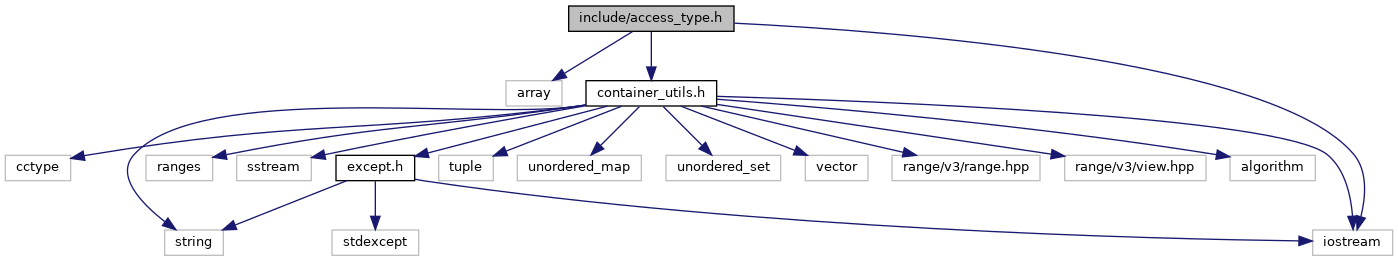 include/access_type.h
array
container_utils.h
cctype
ranges
sstream
except.h
tuple
unordered_map
unordered_set
vector
range/v3/range.hpp
range/v3/view.hpp
algorithm
string
stdexcept
iostream